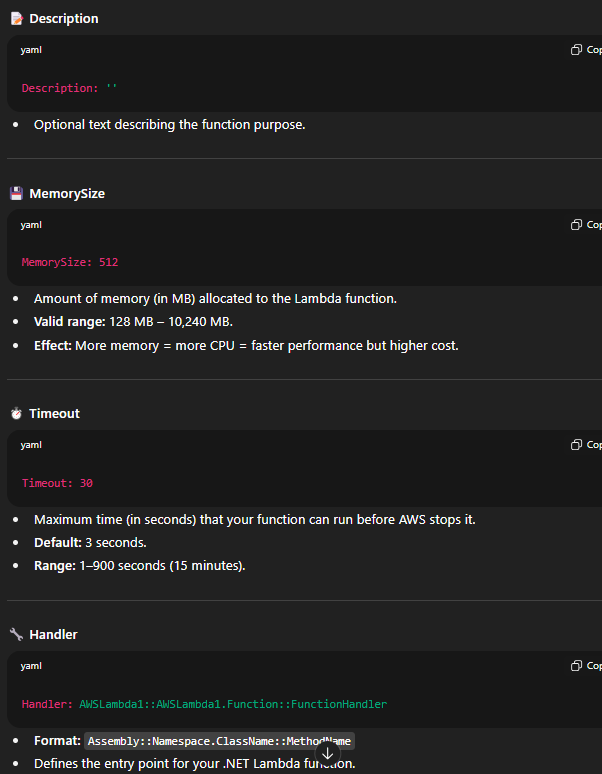 Description
yaml
Cop
Description: ''
Optional text describing the function purpose.
MemorySize
yaml
Cop
MemorySize: 512
Amount of memory (in MB) allocated to the Lambda function.
Valid range: 128 MB – 10,240 MB.
Effect: More memory = more CPU = faster performance but higher cost.
Timeout
yaml
Cop
Timeout: 30
Maximum time (in seconds) that your function can run before AWS stops it.
Default: 3 seconds.
Range: 1–900 seconds (15 minutes).
Handler
yaml
Cop
Handler: AWSLambda1::AWSLambda1.Function::FunctionHandler
Format: Assembly::Namespace.ClassName::MethodName
Defines the entry point for your .NET Lambda function.